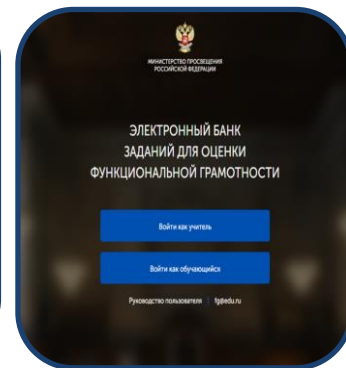 МИНИСТЕРСТВО ПРОСВЕЩЕНИЯ
РОССИЙСКОЙ ФЕДЕРАЦИИ
ЭЛЕКТРОННЫЙ БАНК
ЗАДАНИЙ ДЛЯ ОЦЕНКИ
ФУНКЦИОНАЛЬНОЙ ГРАМОТНОСТИ
Войти как учитель
Войти как обучающийся
Руководство пользователя | fg@edu.ru